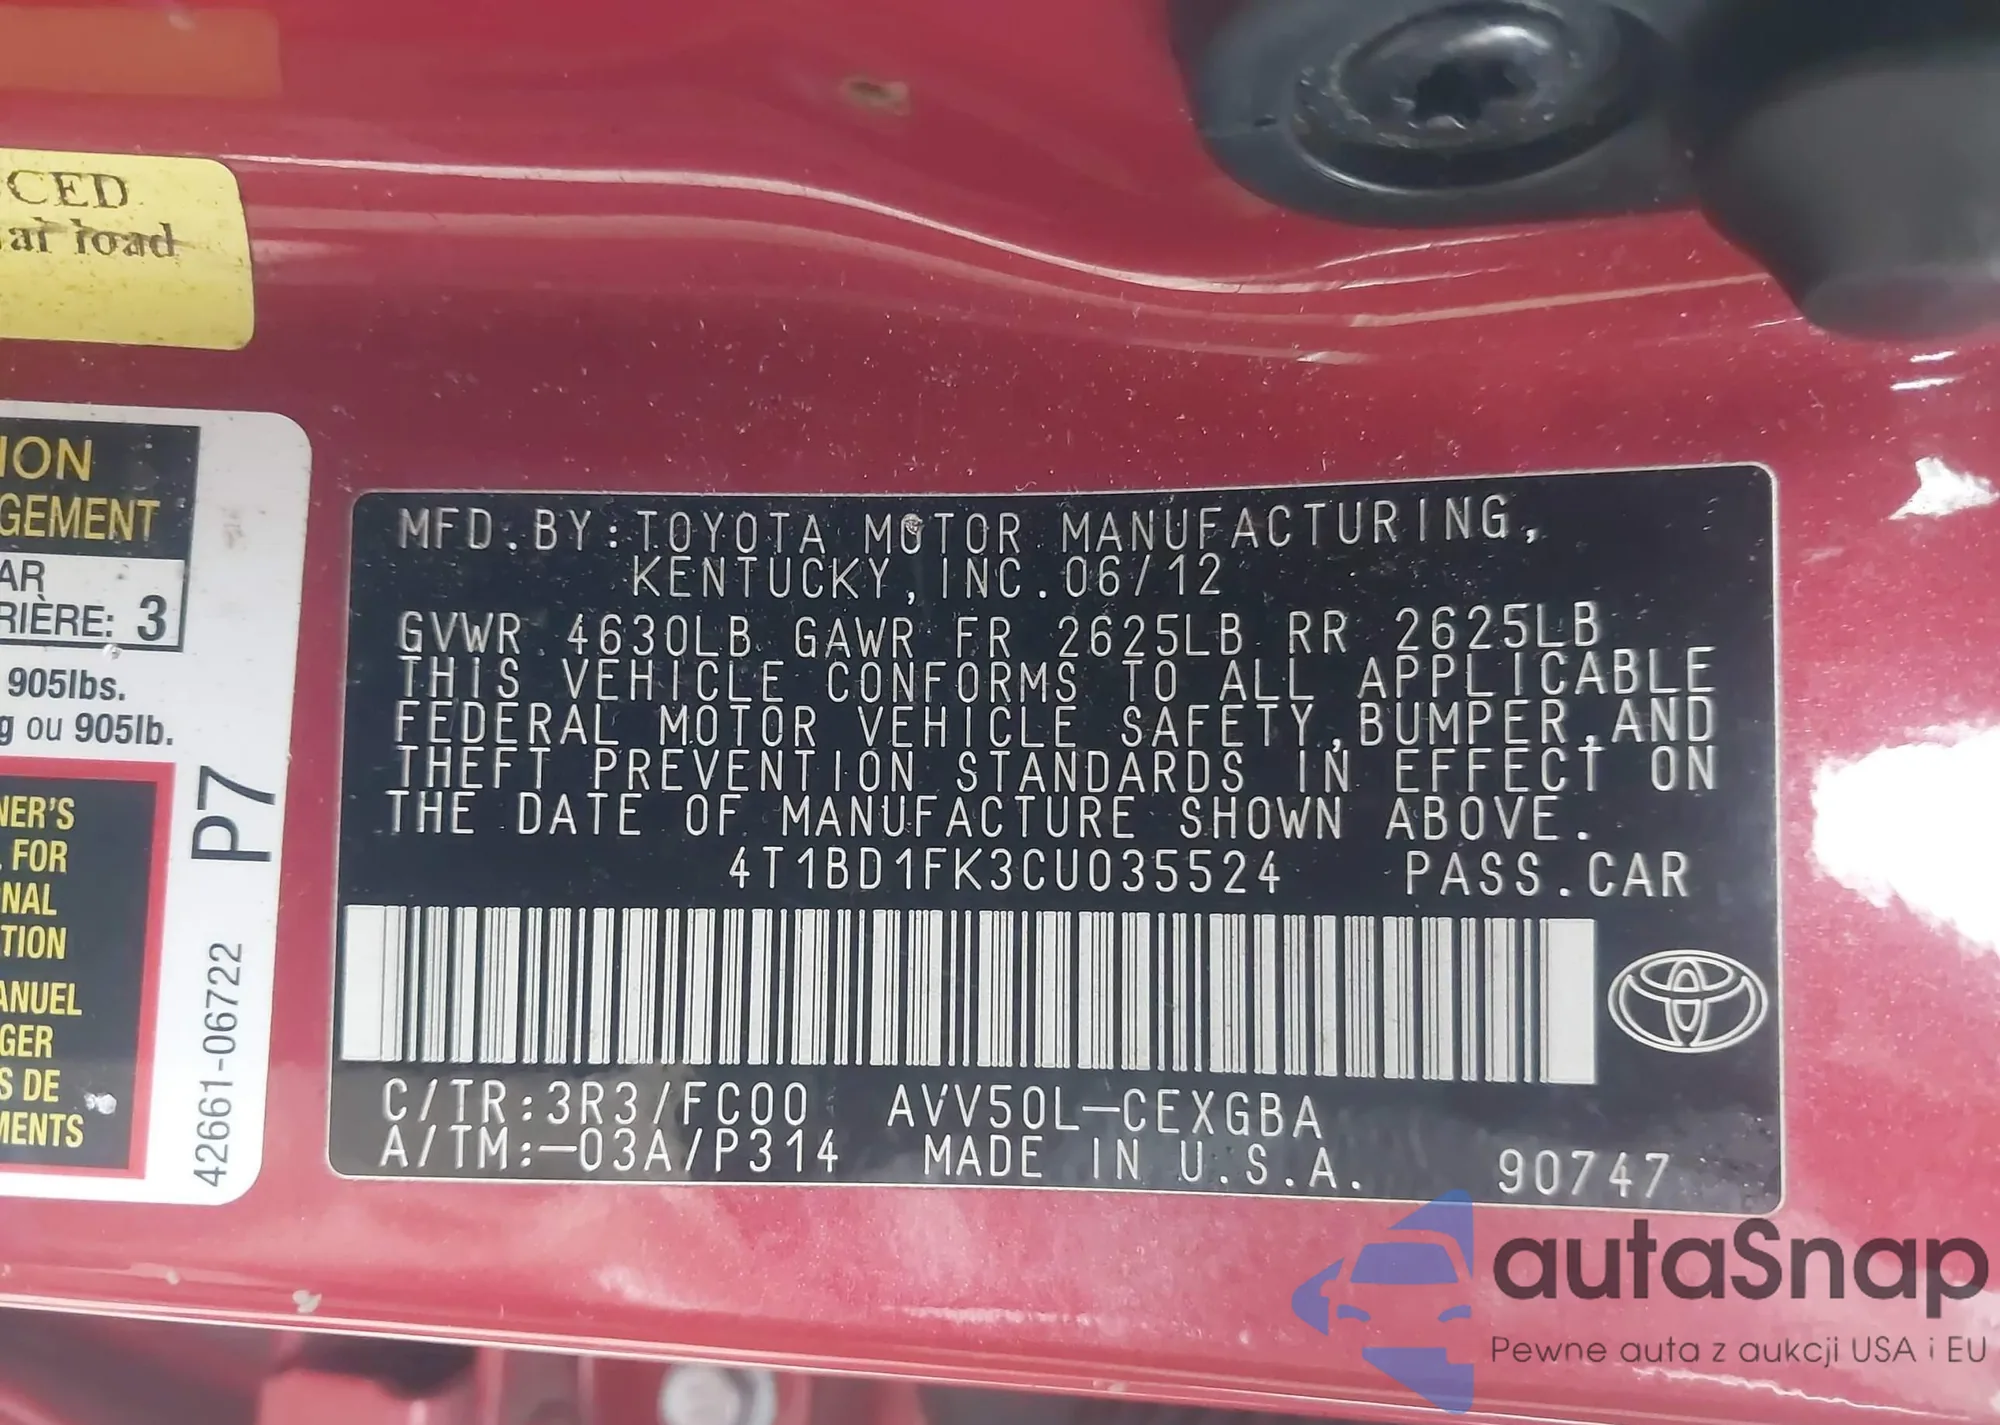 CED
al load
ION
GEMENT
AR
RIÈRE: 3
905lbs.
g ou 905lb.
NER'S
FOR
NAL
TION
ANUEL
GER
S DE
MENTS
P7
42661-06722
MFD.BY:TOYOTA MOTOR MANUFACTURING,
KENTUCKY,INC.06/12
GVWR 4630LB GAWR FR 2625LB RR 2625LB
THIS VEHICLE CONFORMS TO ALL APPLICABLE
FEDERAL MOTOR VEHICLE SAFETY,BUMPER,AND
THEFT PREVENTION STANDARDS IN EFFECT ON
THE DATE OF MANUFACTURE SHOWN ABOVE.
4T1BD1FK3CU035524 PASS.CAR
C/TR:3R3/FC00 AVV50L-CEXGBA
A/TM:-03A/P314 MADE IN U.S.A. 90747
autaSnap
Pewne auta z aukcji USA i EU